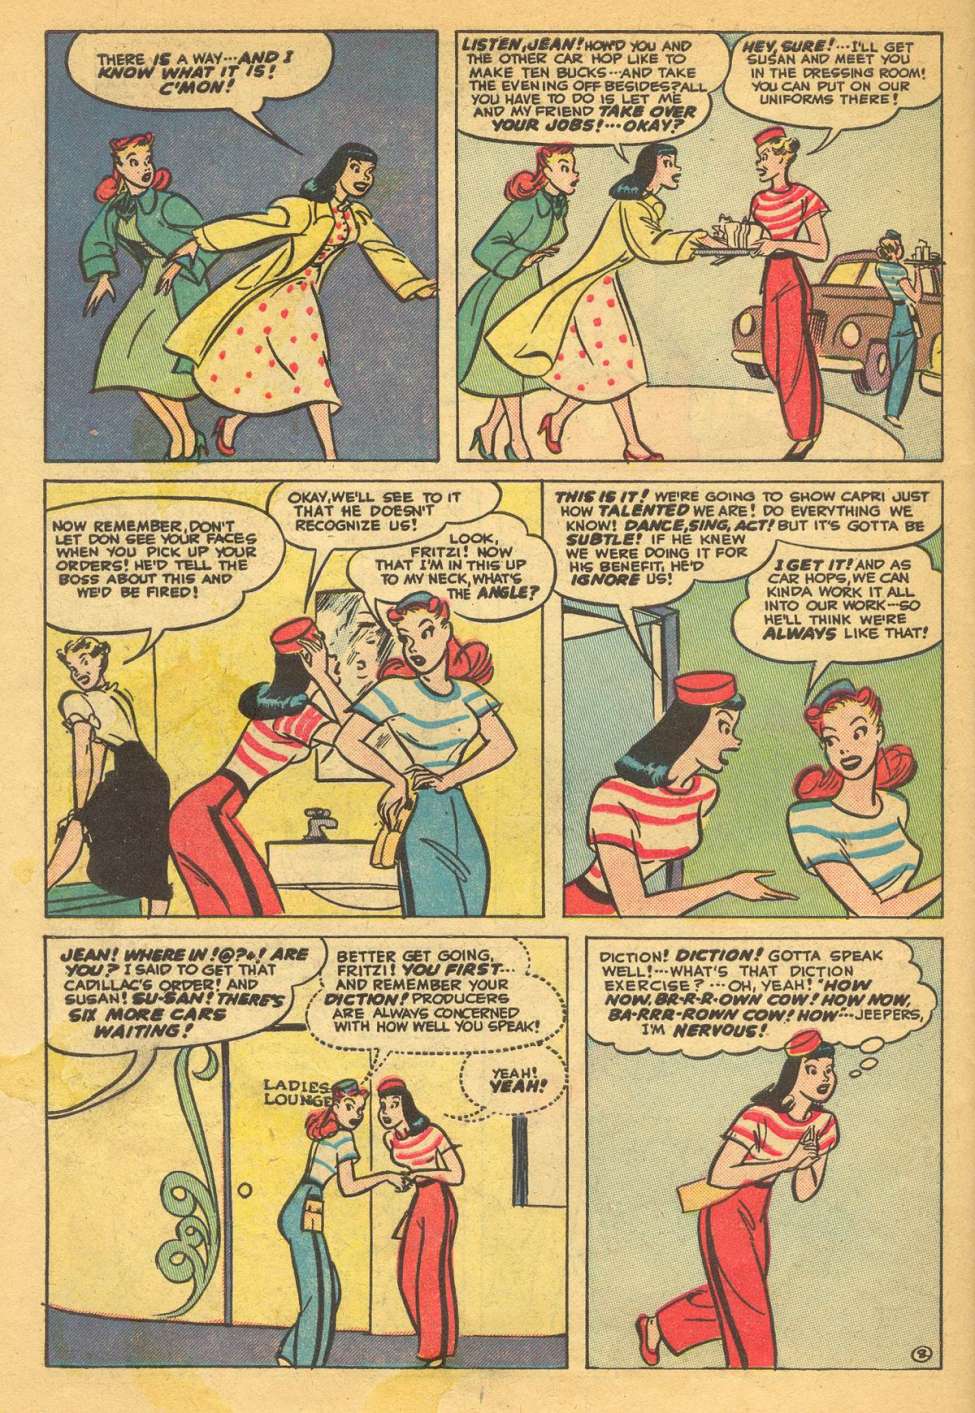 THERE IS A WAY...AND I
KNOW WHAT IT IS!
C'MON!
LISTEN, JEAN! HOW'D YOU AND
THE OTHER CAR HOP LIKE TO
MAKE TEN BUCKS...AND TAKE
THE EVENING OFF BESIDES? ALL
YOU HAVE TO DO IS LET ME
AND MY FRIEND TAKE OVER
YOUR JOBS!...OKAY?
HEY, SURE!...I'LL GET
SUSAN AND MEET YOU
IN THE DRESSING ROOM!
YOU CAN PUT ON OUR
UNIFORMS THERE!
NOW REMEMBER, DON'T
LET DON SEE YOUR FACES
WHEN YOU PICK UP YOUR
ORDERS! HE'D TELL THE
BOSS ABOUT THIS AND
WE'D BE FIRED!
OKAY, WE'LL SEE TO IT
THAT HE DOESN'T
RECOGNIZE US!
LOOK,
FRITZI! NOW
THAT I'M IN THIS UP
TO MY NECK, WHAT'S
THE ANGLE?
THIS IS IT! WE'RE GOING TO SHOW CAPRI JUST
HOW TALENTED WE ARE! DO EVERYTHING WE
KNOW! DANCE, SING, ACT! BUT IT'S GOTTA BE
SUBTLE! IF HE KNEW
WE WERE DOING IT FOR
HIS BENEFIT, HE'D
IGNORE US!
I GET IT! AND AS
CAR HOPS, WE CAN
KINDA WORK IT ALL
INTO OUR WORK--SO
HE'LL THINK WE'RE
ALWAYS LIKE THAT!
JEAN! WHERE IN !@?*! ARE
YOU? I SAID TO GET THAT
CADILLAC'S ORDER! AND
SUSAN! SU-SAN! THERE'S
SIX MORE CARS
WAITING!
BETTER GET GOING,
FRITZI! YOU FIRST...
AND REMEMBER YOUR
DICTION! PRODUCERS
ARE ALWAYS CONCERNED
WITH HOW WELL YOU SPEAK!
YEAH!
YEAH!
LADIES
LOUNGE
DICTION! DICTION! GOTTA SPEAK
WELL!...WHAT'S THAT DICTION
EXERCISE? ...OH, YEAH! "HOW
NOW, BR-R-R-OWN COW! HOW NOW,
BA-RRR-ROWN COW! HOW"...JEEPERS,
I'M NERVOUS!
8